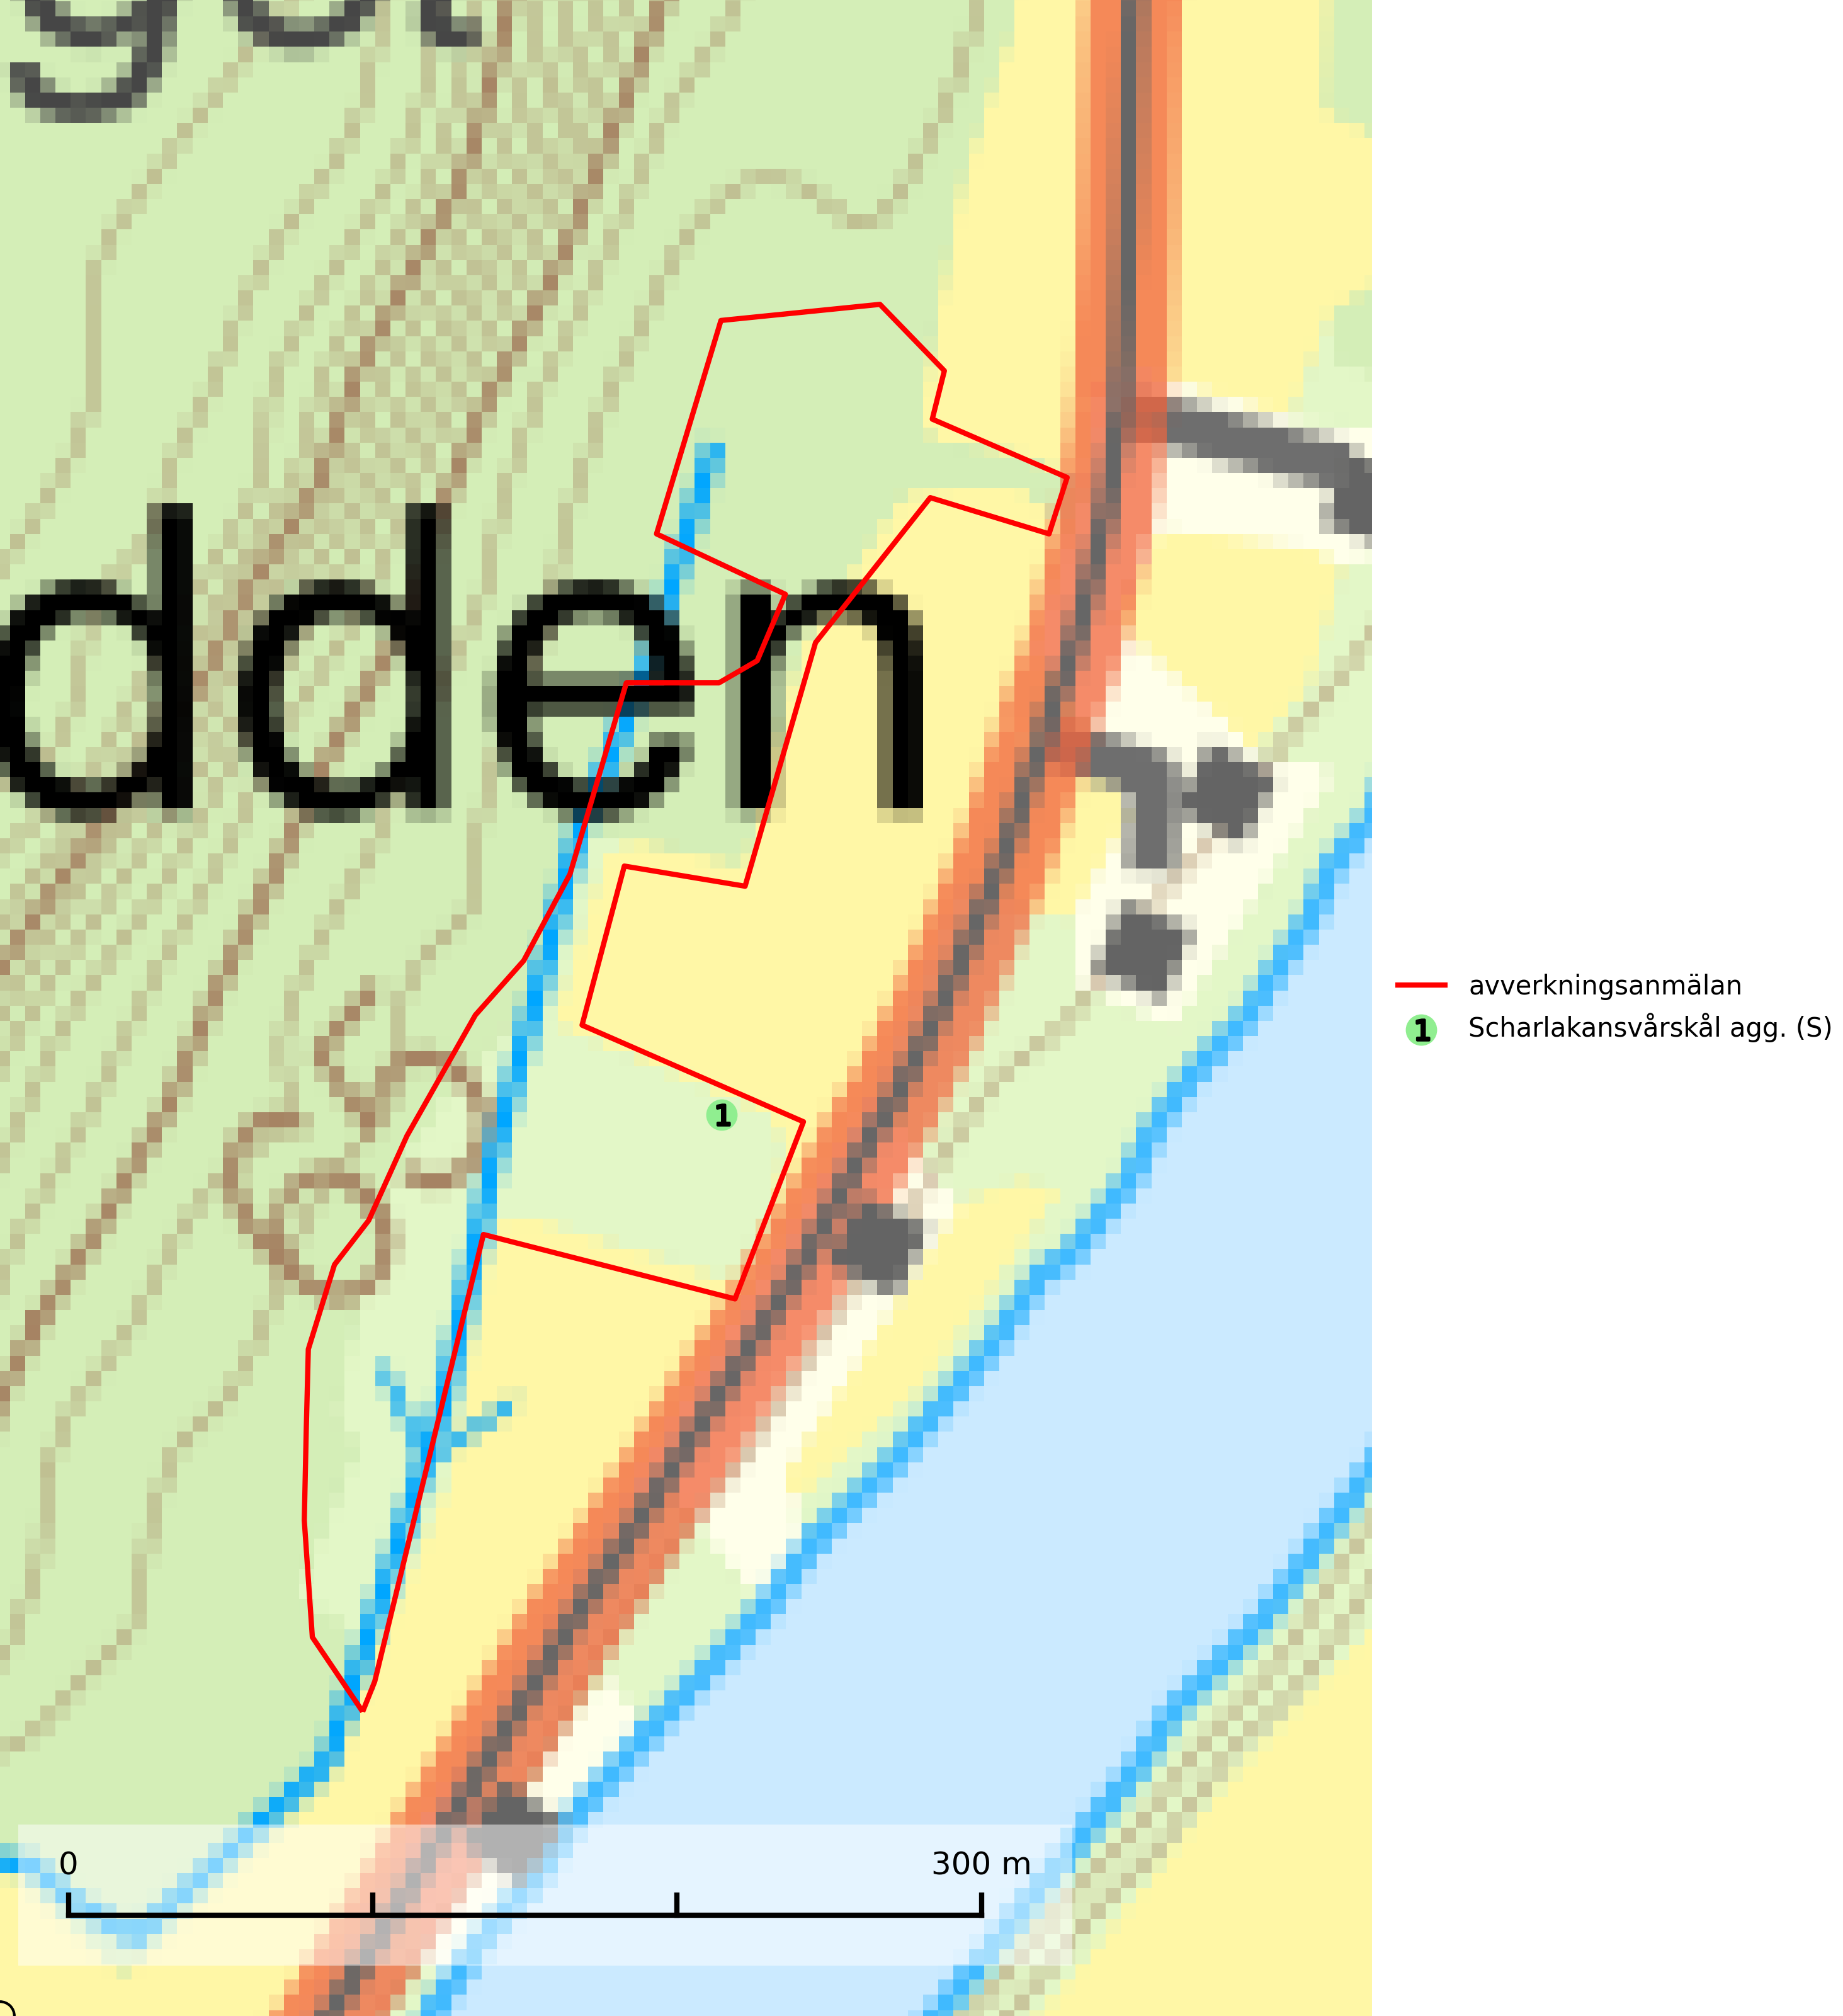 dden
avverkningsanmälan
1 Scharlakansvårskål agg. (S)
1
0 300 m